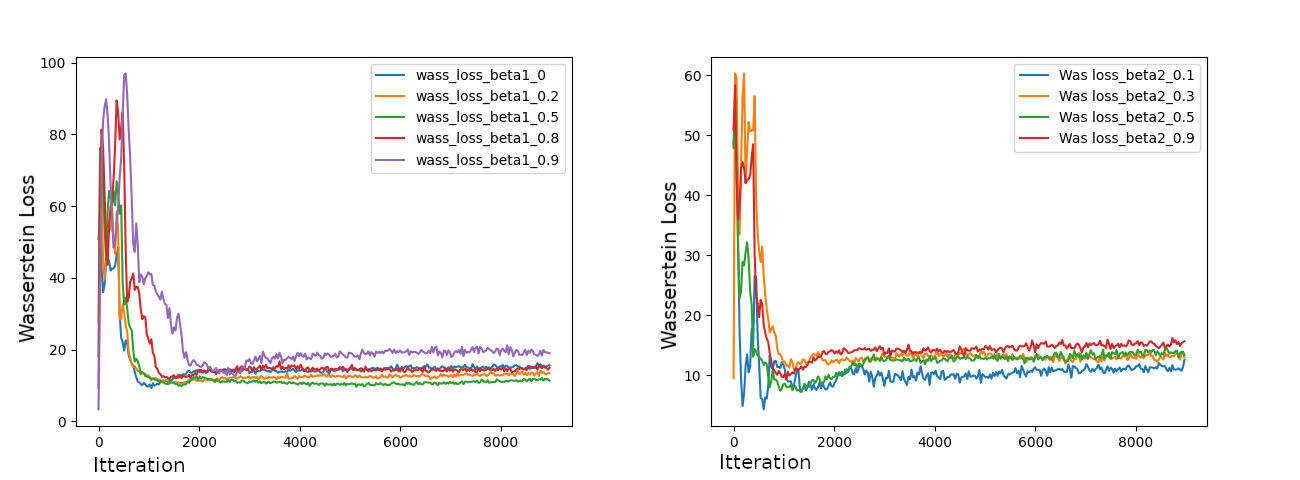 100
80
60
40
20
0
Wasserstein Loss
0 2000 4000 6000 8000
Itteration
wass_loss_beta1_0
wass_loss_beta1_0.2
wass_loss_beta1_0.5
wass_loss_beta1_0.8
wass_loss_beta1_0.9
60
50
40
30
20
10
Wasserstein Loss
0 2000 4000 6000 8000
Itteration
Was loss_beta2_0.1
Was loss_beta2_0.3
Was loss_beta2_0.5
Was loss_beta2_0.9